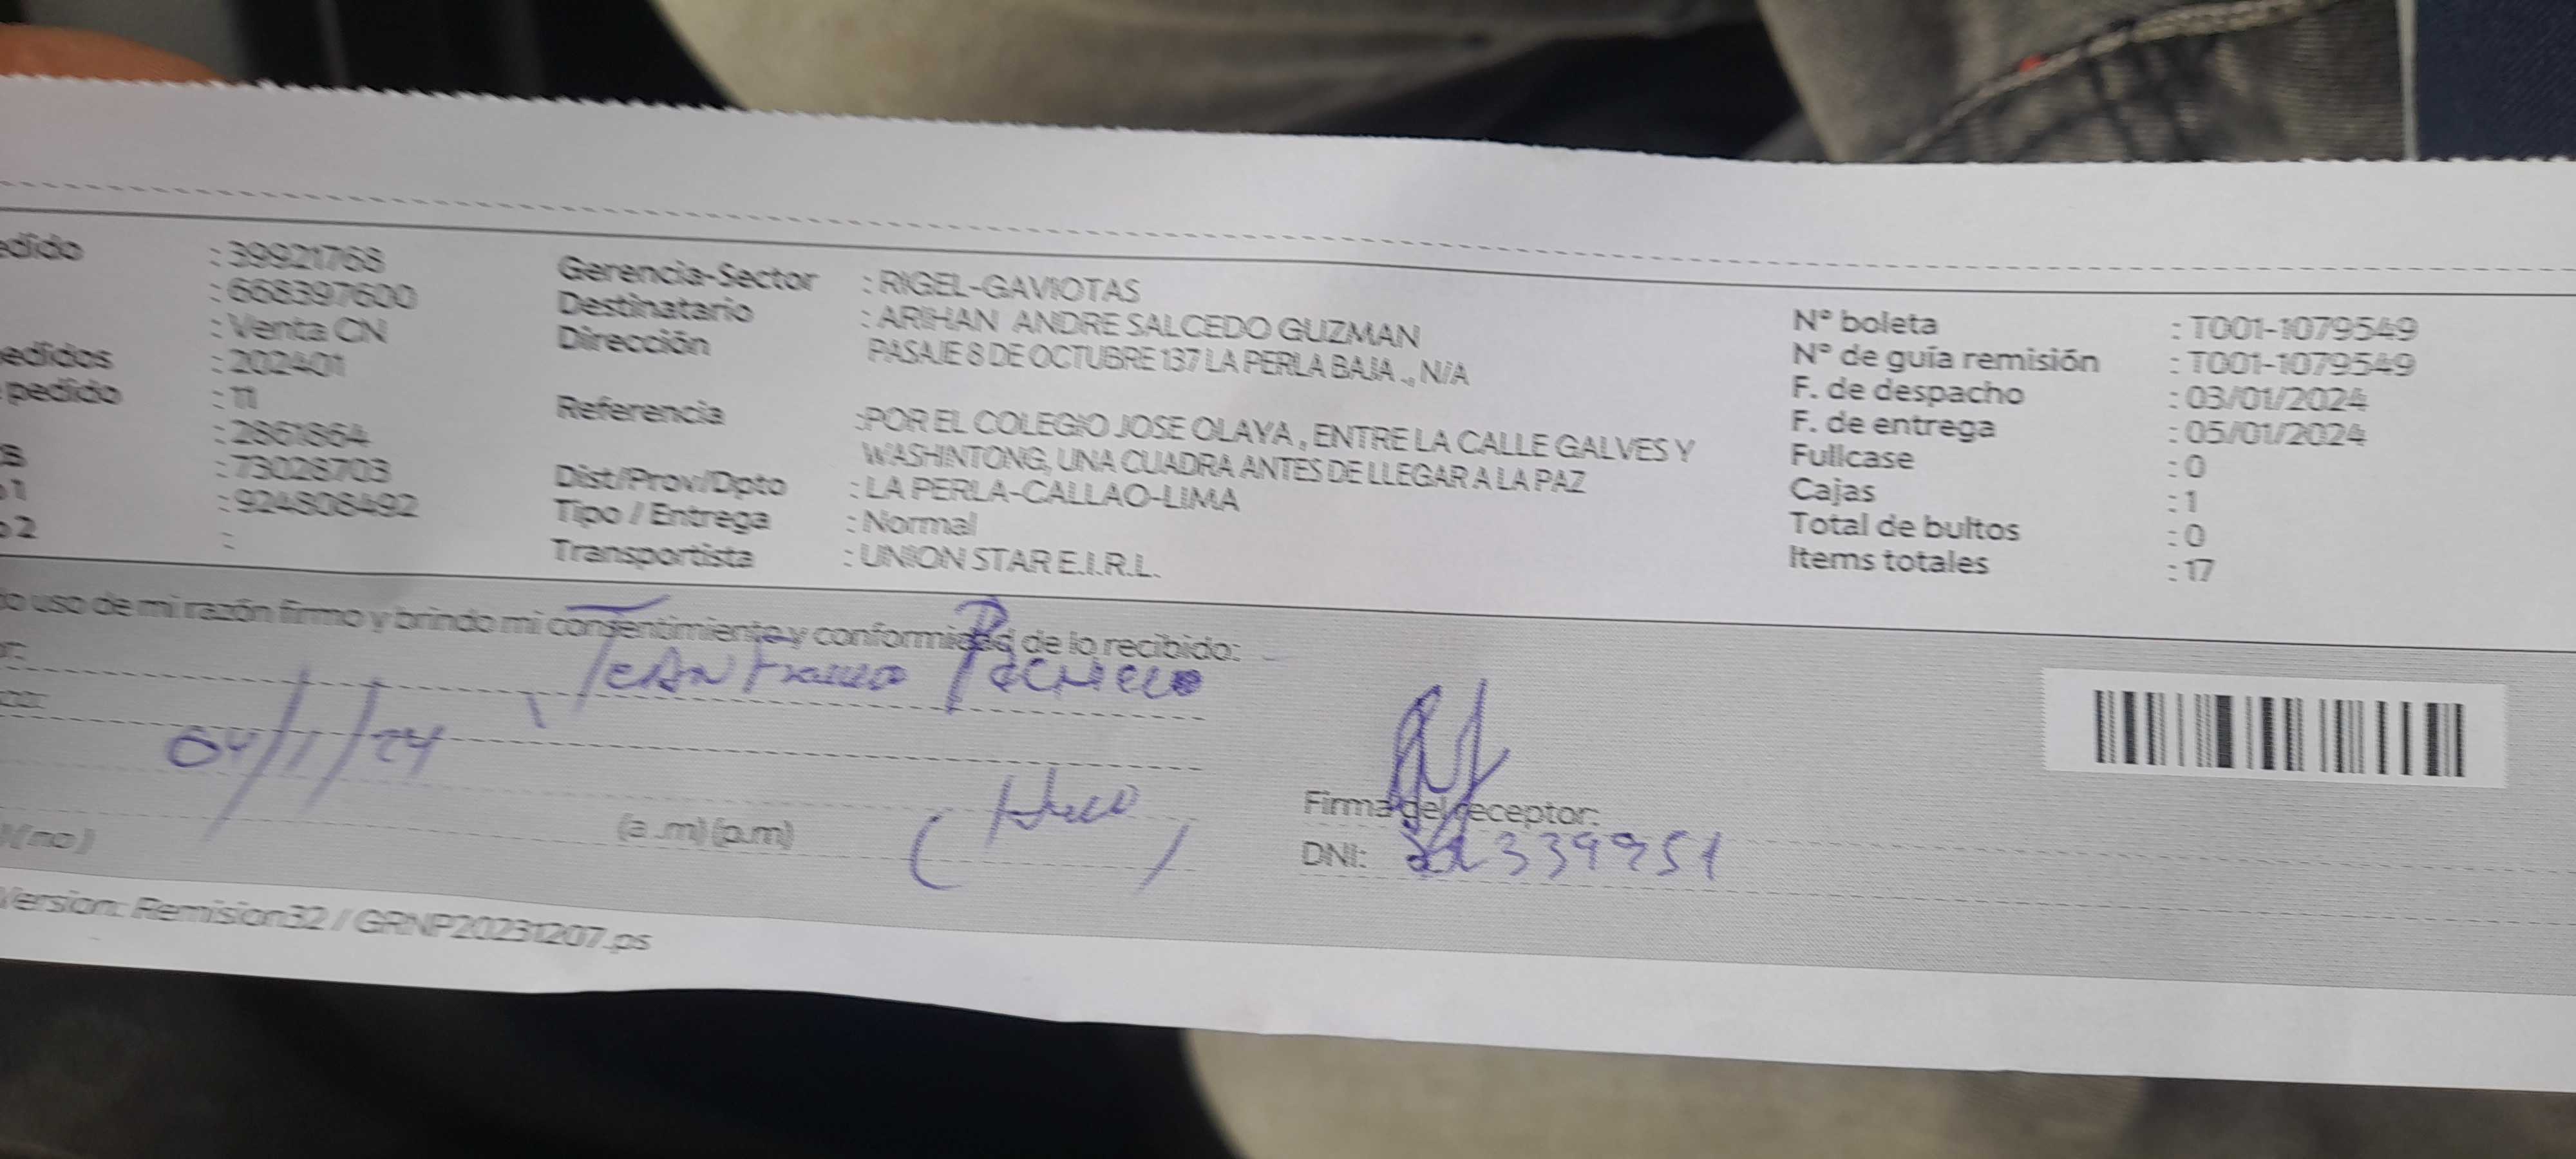 edido : 39921768
: 668397600
: Venta CN
edidos : 202401
pedido : 11
: 2861864
s : 73028703
o 1 : 924808492
o 2 :
Gerencia-Sector : RIGEL-GAVIOTAS
Destinatario : ARIHAN ANDRE SALCEDO GUZMAN
Dirección PASAJE 8 DE OCTUBRE 137 LA PERLA BAJA ., N/A
Referencia :POR EL COLEGIO JOSE OLAYA , ENTRE LA CALLE GALVES Y
WASHINTONG, UNA CUADRA ANTES DE LLEGAR A LA PAZ
Dist/Prov/Dpto : LA PERLA-CALLAO-LIMA
Tipo / Entrega : Normal
Transportista : UNION STAR E.I.R.L.
N° boleta : T001-1079549
N° de guía remisión : T001-1079549
F. de despacho : 03/01/2024
F. de entrega : 05/01/2024
Fullcase : 0
Cajas : 1
Total de bultos : 0
Items totales : 17
do uso de mi razón firmo y brindo mi consentimiento y conformidad de lo recibido:
Jean Franco Pacheco
04/1/24
(no) (a .m) (p.m)
Firma del receptor:
DNI:
Version: Remision32 / GRNP20231207.ps